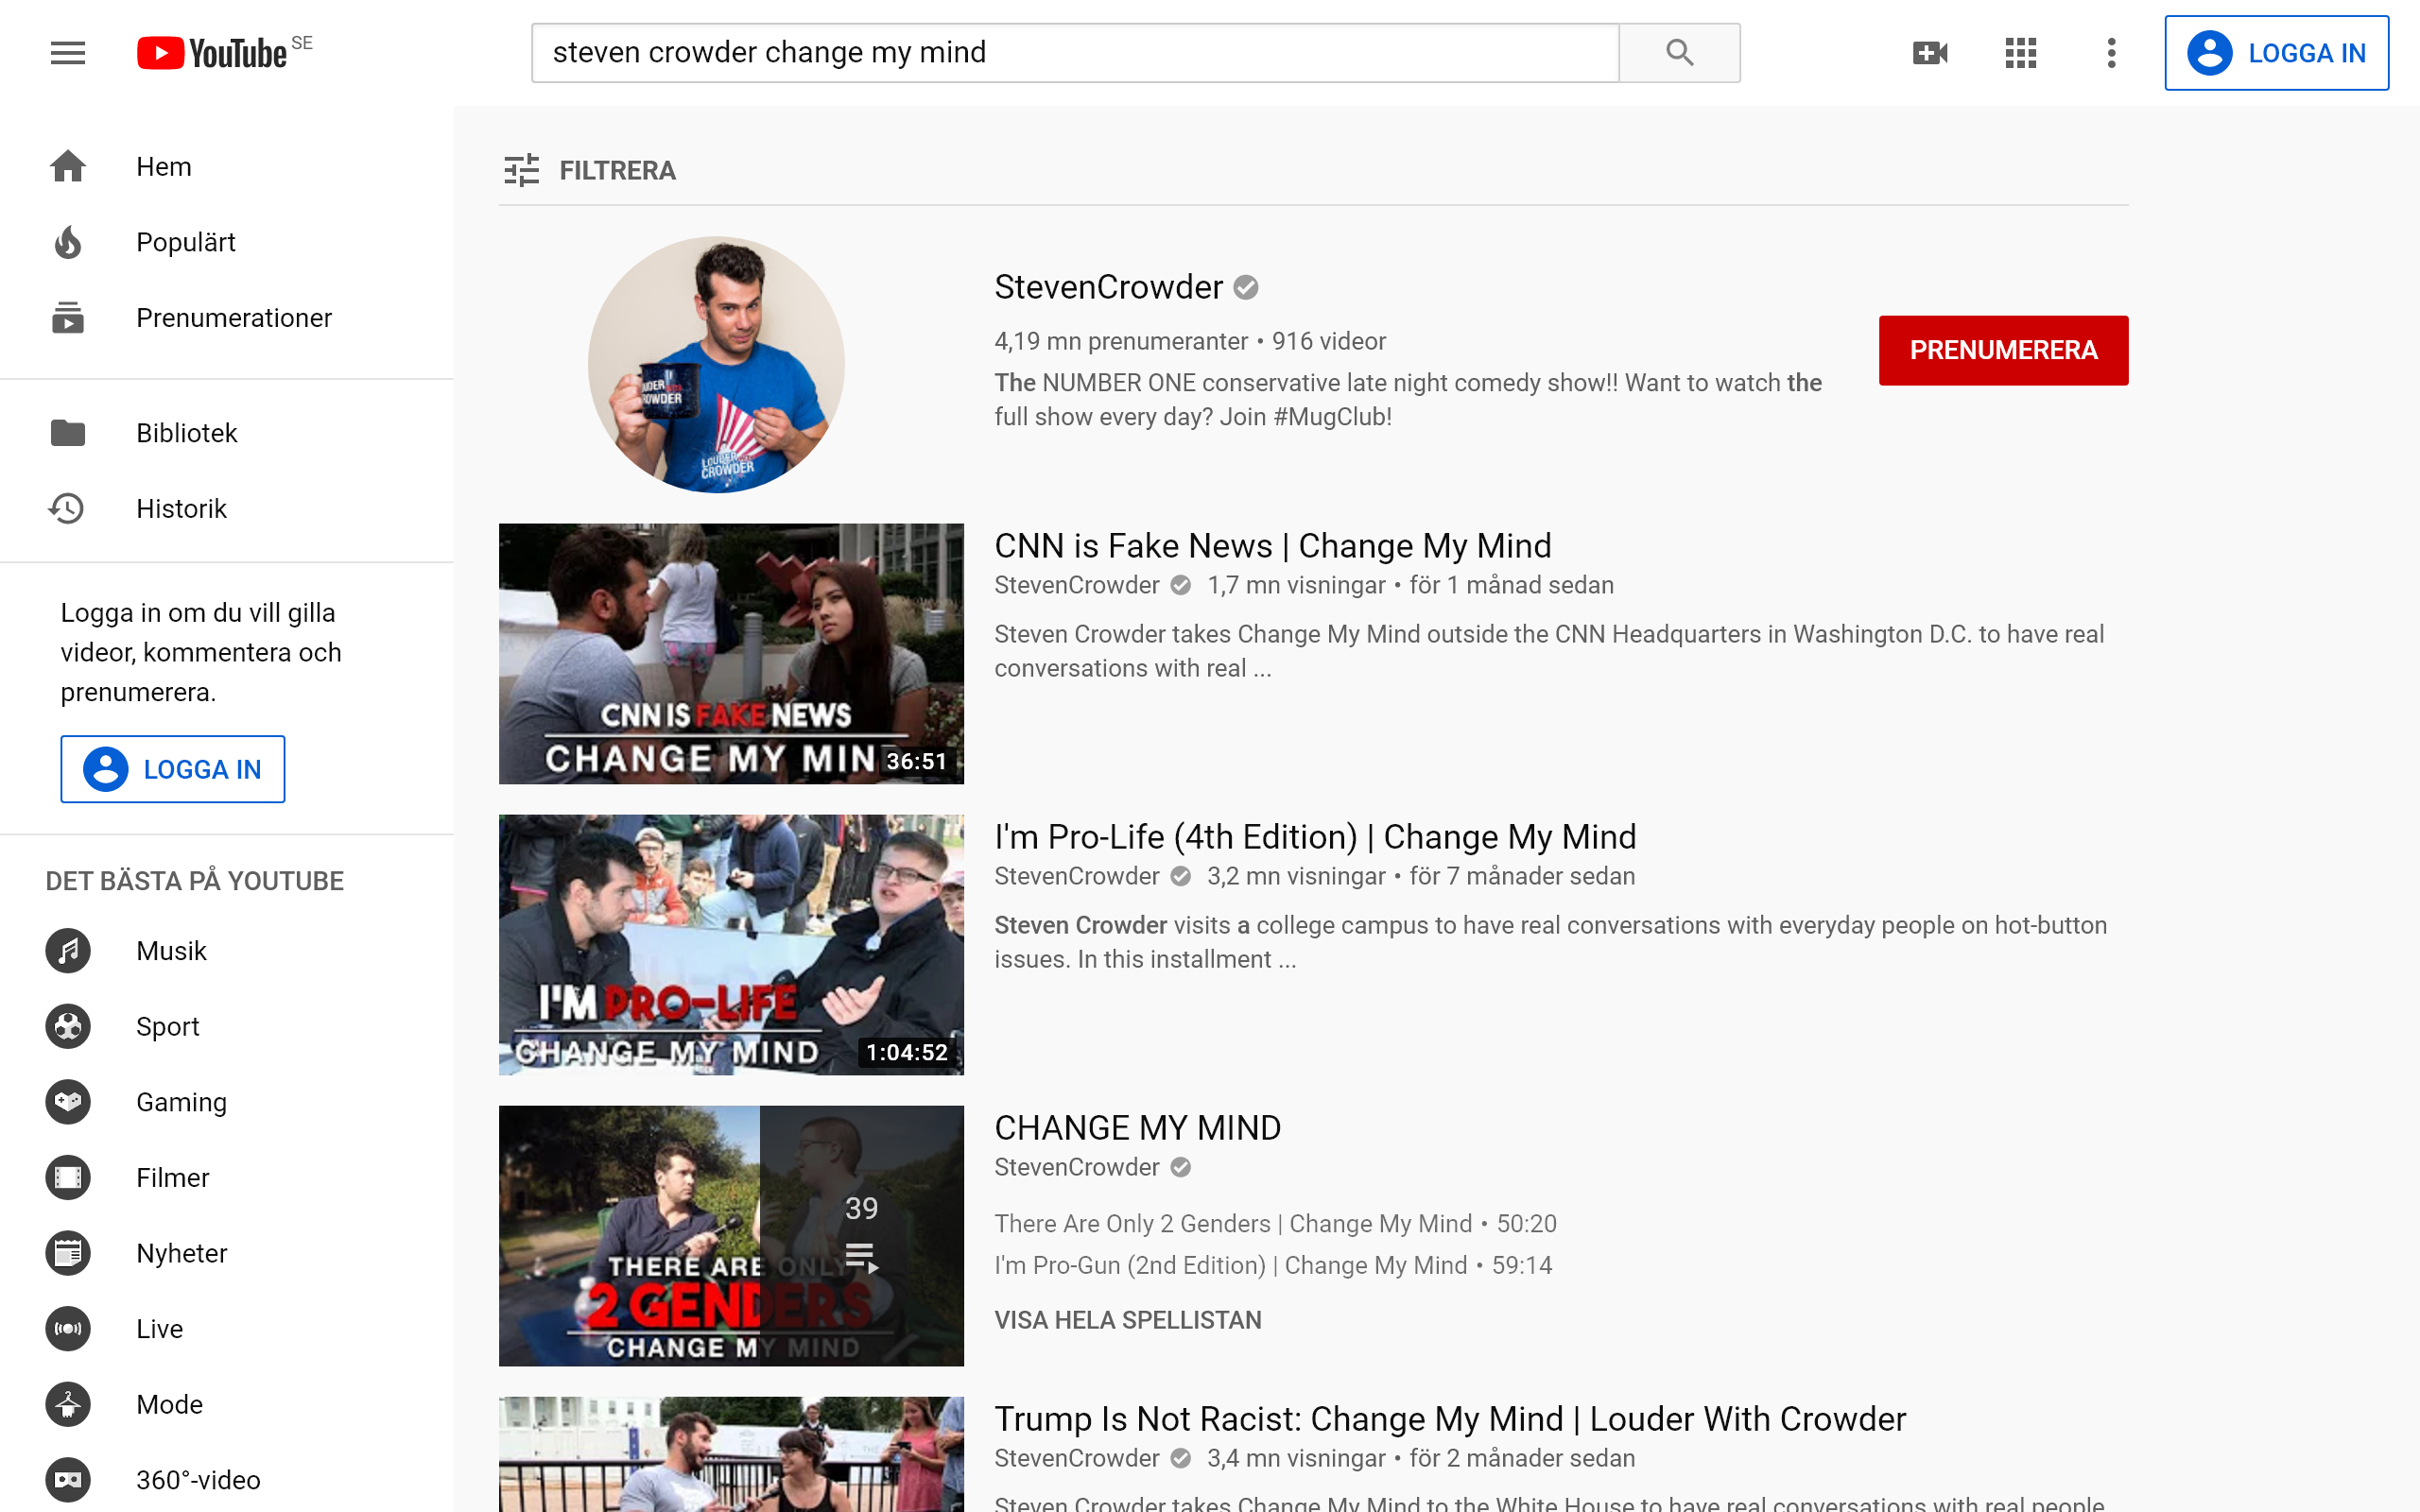 YouTube SE
steven crowder change my mind
LOGGA IN
Hem
Populärt
Prenumerationer
Bibliotek
Historik
Logga in om du vill gilla
videor, kommentera och
prenumerera.
LOGGA IN
DET BÄSTA PÅ YOUTUBE
Musik
Sport
Gaming
Filmer
Nyheter
Live
Mode
360°-video
FILTRERA
LOUDER
CROWDER
StevenCrowder
4,19 mn prenumeranter • 916 videor
The NUMBER ONE conservative late night comedy show!! Want to watch the
full show every day? Join #MugClub!
PRENUMERERA
CNN IS FAKE NEWS
CHANGE MY MIN
36:51
CNN is Fake News | Change My Mind
StevenCrowder 1,7 mn visningar • för 1 månad sedan
Steven Crowder takes Change My Mind outside the CNN Headquarters in Washington D.C. to have real
conversations with real ...
I'M PRO-LIFE
CHANGE MY MIND
1:04:52
I'm Pro-Life (4th Edition) | Change My Mind
StevenCrowder 3,2 mn visningar • för 7 månader sedan
Steven Crowder visits a college campus to have real conversations with everyday people on hot-button
issues. In this installment ...
39
THERE ARE ONLY
2 GENDERS
CHANGE MY MIND
CHANGE MY MIND
StevenCrowder
There Are Only 2 Genders | Change My Mind • 50:20
I'm Pro-Gun (2nd Edition) | Change My Mind • 59:14
VISA HELA SPELLISTAN
Trump Is Not Racist: Change My Mind | Louder With Crowder
StevenCrowder 3,4 mn visningar • för 2 månader sedan
Steven Crowder takes Change My Mind to the White House to have real conversations with real people